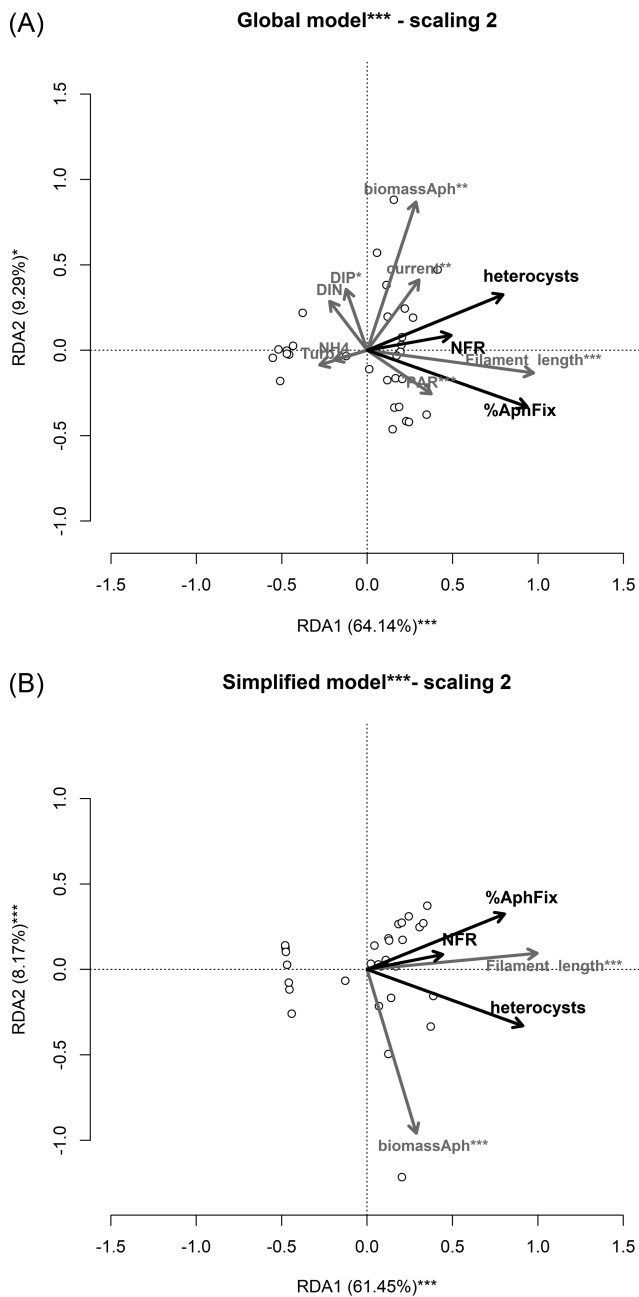 (A)
Global model*** - scaling 2
1.5
1.0
0.5
0.0
-0.5
-1.0
RDA2 (9.29%)*
biomassAph**
current**
DIP*
DIN
heterocysts
NH4
NFR
Filament_length***
PAR***
%AphFix
-1.5 -1.0 -0.5 0.0 0.5 1.0 1.5
RDA1 (64.14%)***
(B)
Simplified model***- scaling 2
1.0
0.5
0.0
-0.5
-1.0
RDA2 (8.17%)***
%AphFix
NFR
Filament_length***
heterocysts
biomassAph***
-1.5 -1.0 -0.5 0.0 0.5 1.0 1.5
RDA1 (61.45%)***